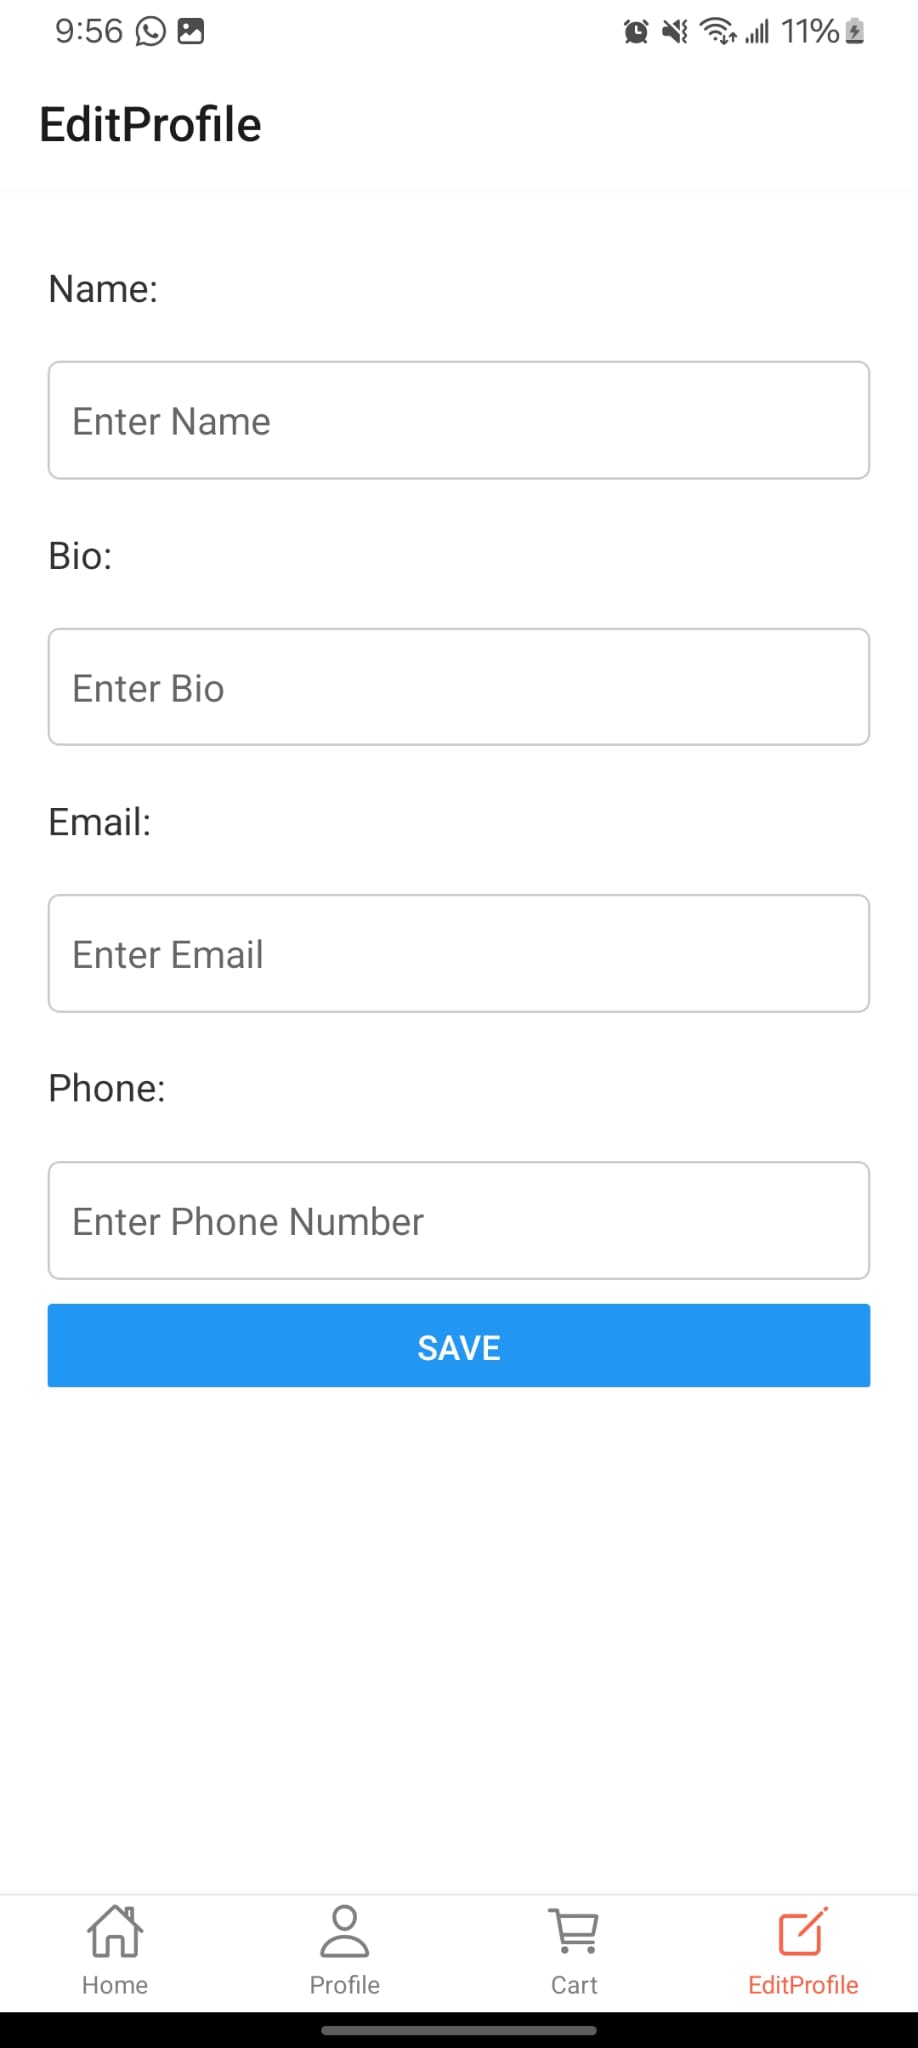 9:56 11%
EditProfile
Name:
Enter Name
Bio:
Enter Bio
Email:
Enter Email
Phone:
Enter Phone Number
SAVE
Home Profile Cart EditProfile